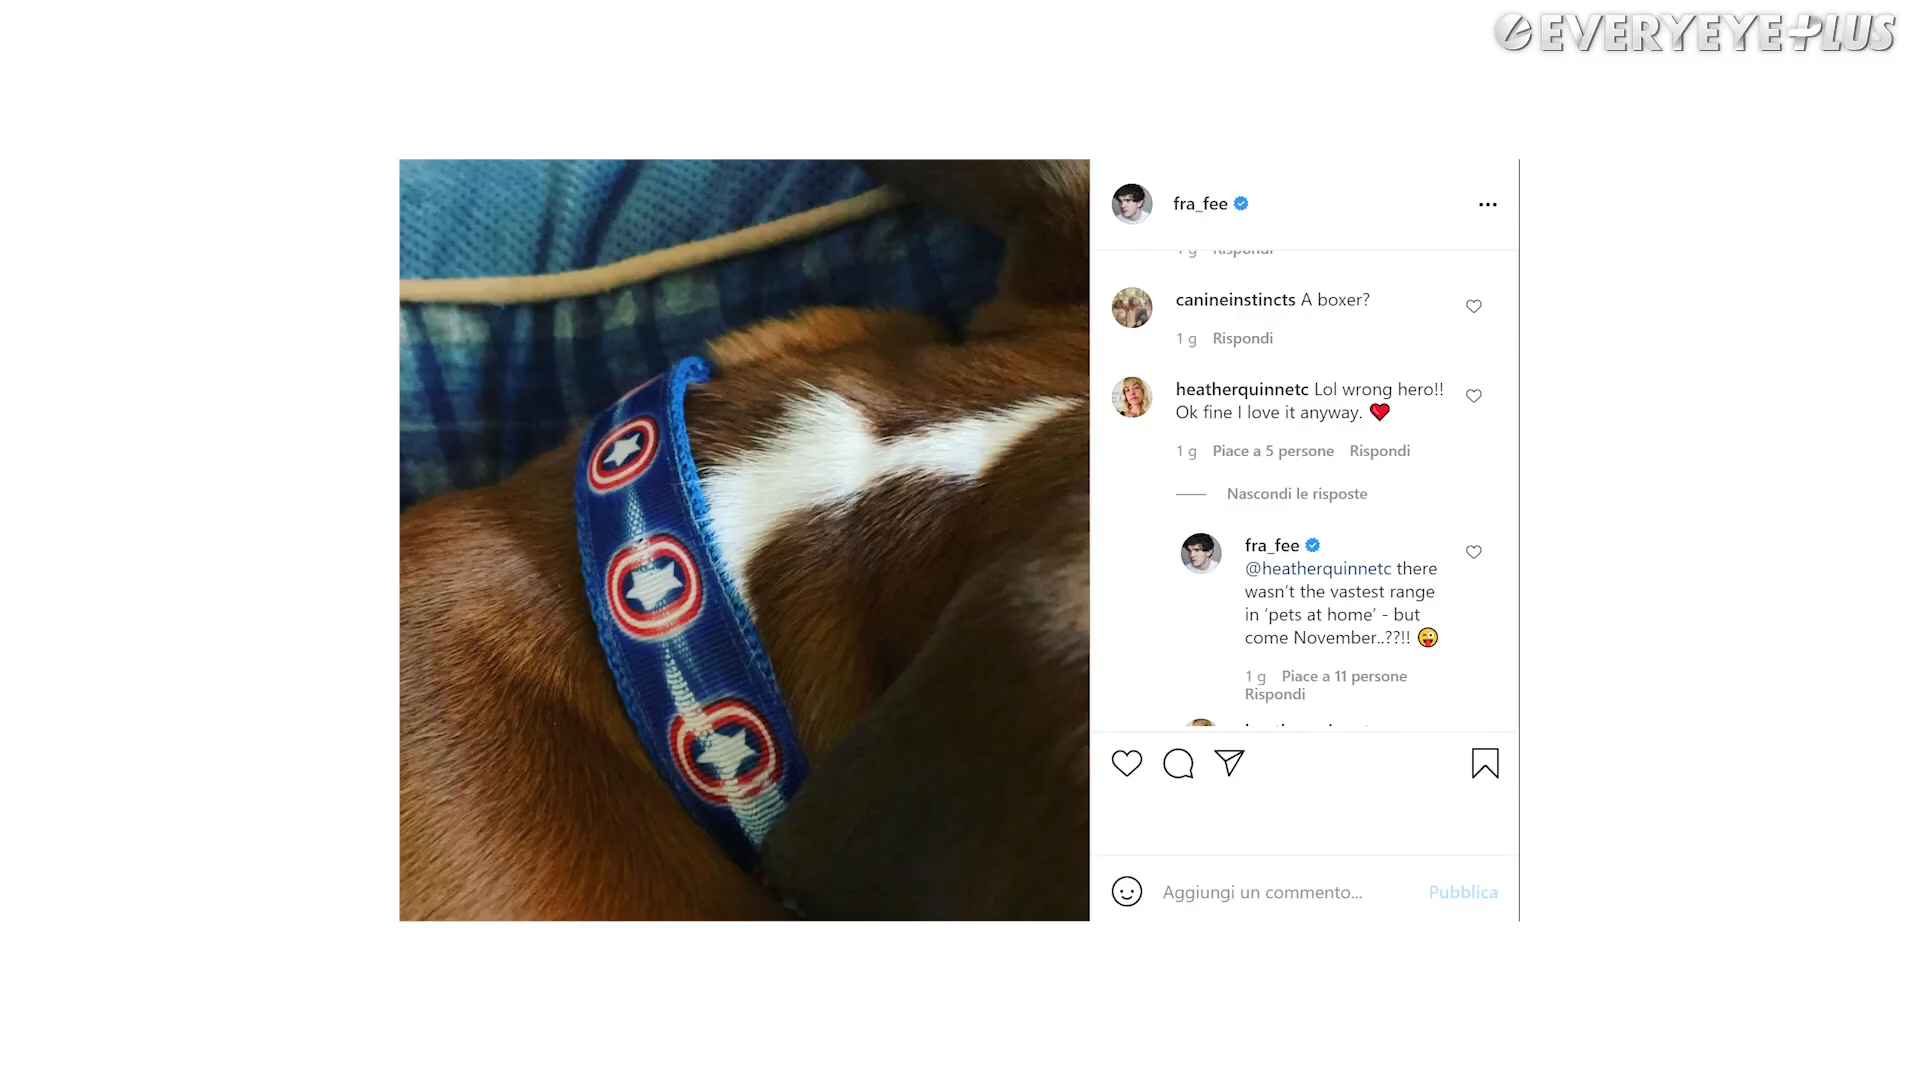 EVERYEYE PLUS
fra_fee
1 g Rispondi
canineinstincts A boxer?
1 g Rispondi
heatherquinnetc Lol wrong hero!!
Ok fine I love it anyway. ❤️
1 g Piace a 5 persone Rispondi
Nascondi le risposte
fra_fee
@heatherquinnetc there
wasn't the vastest range
in ‘pets at home’ - but
come November..??!! 😜
1 g Piace a 11 persone
Rispondi
Aggiungi un commento... Pubblica